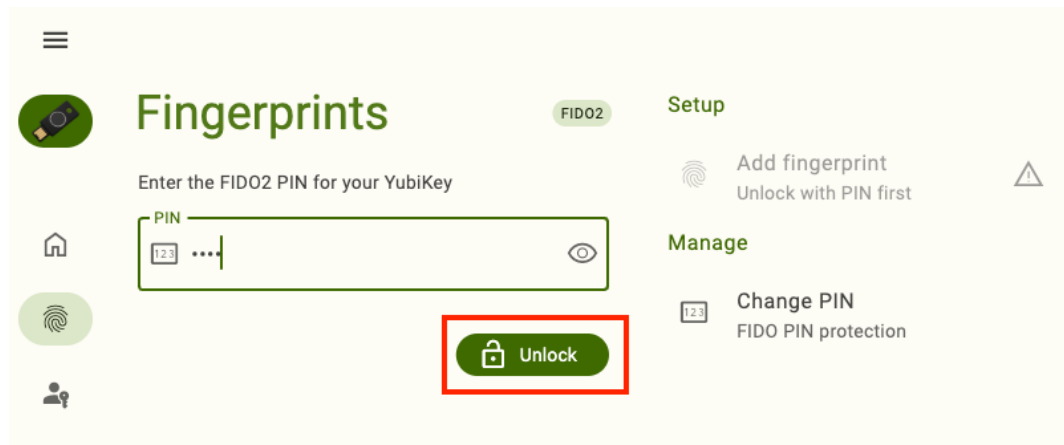 Fingerprints
FIDO2
Enter the FIDO2 PIN for your YubiKey
PIN
123 ••••
Unlock
Setup
Add fingerprint
Unlock with PIN first
Manage
123
Change PIN
FIDO PIN protection